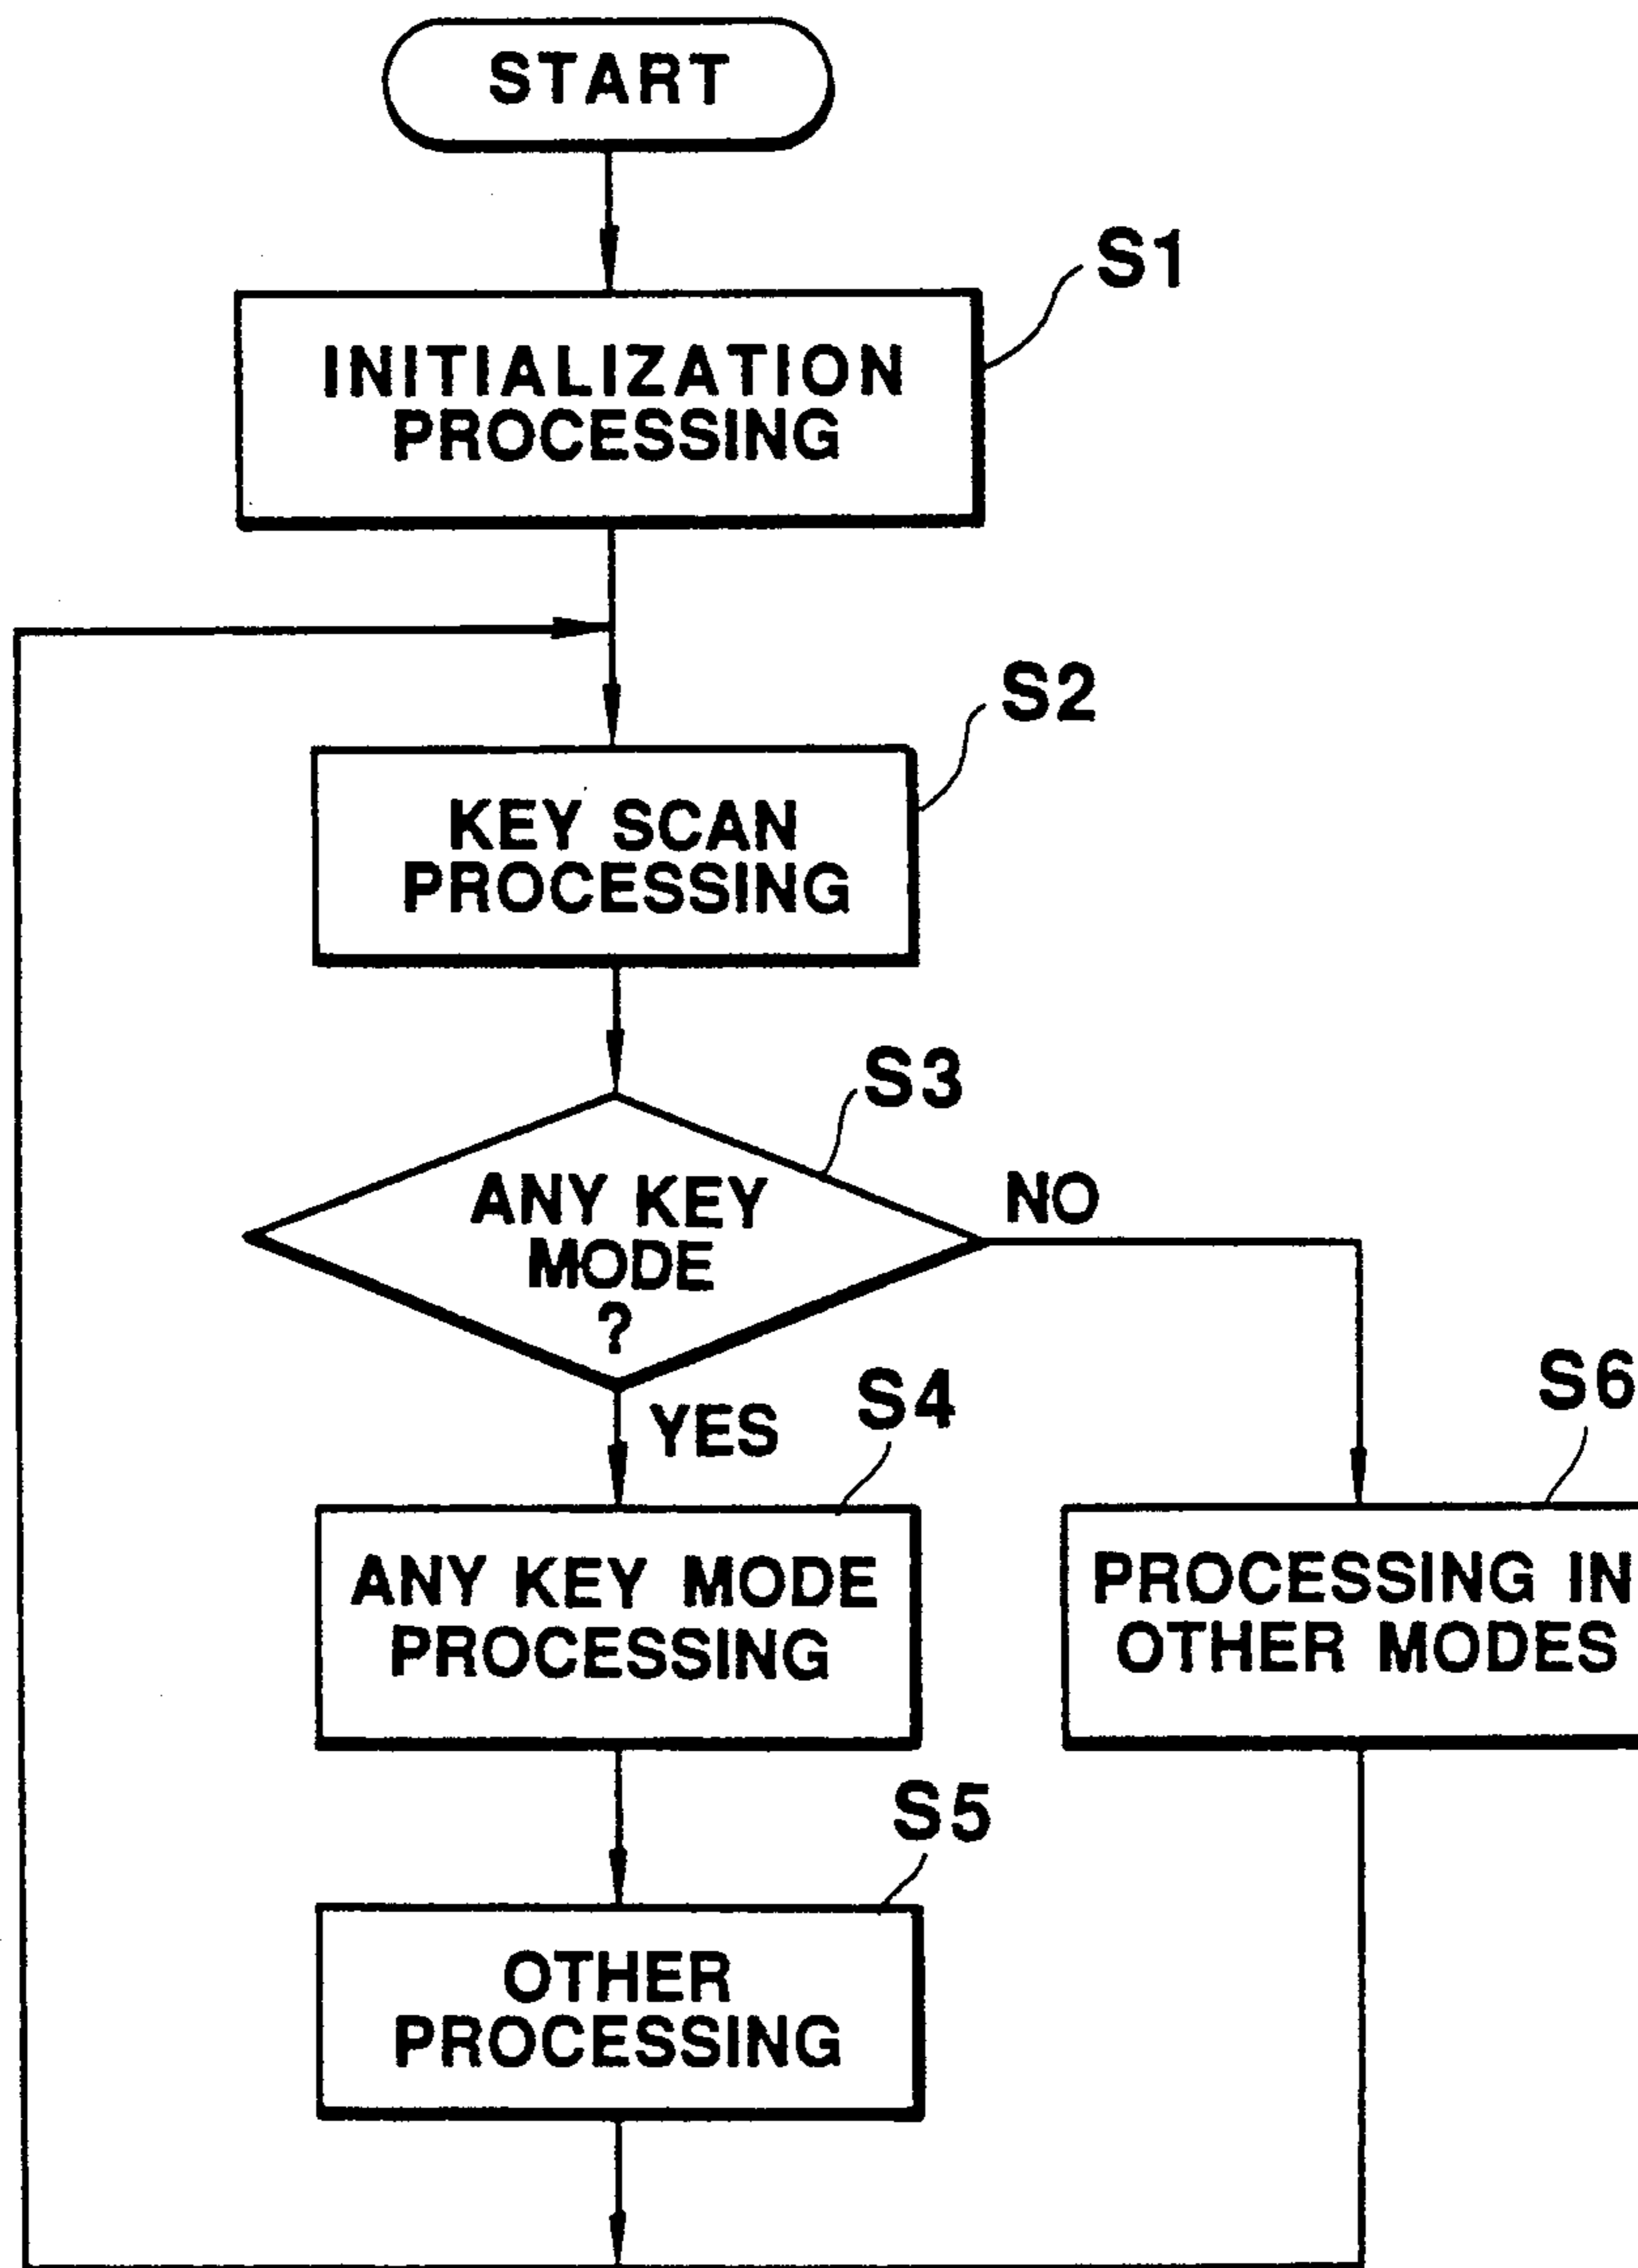 START
S1
INITIALIZATION
PROCESSING
S2
KEY SCAN
PROCESSING
S3
ANY KEY
MODE
?
NO
YES
S4
ANY KEY MODE
PROCESSING
S6
PROCESSING IN
OTHER MODES
S5
OTHER
PROCESSING